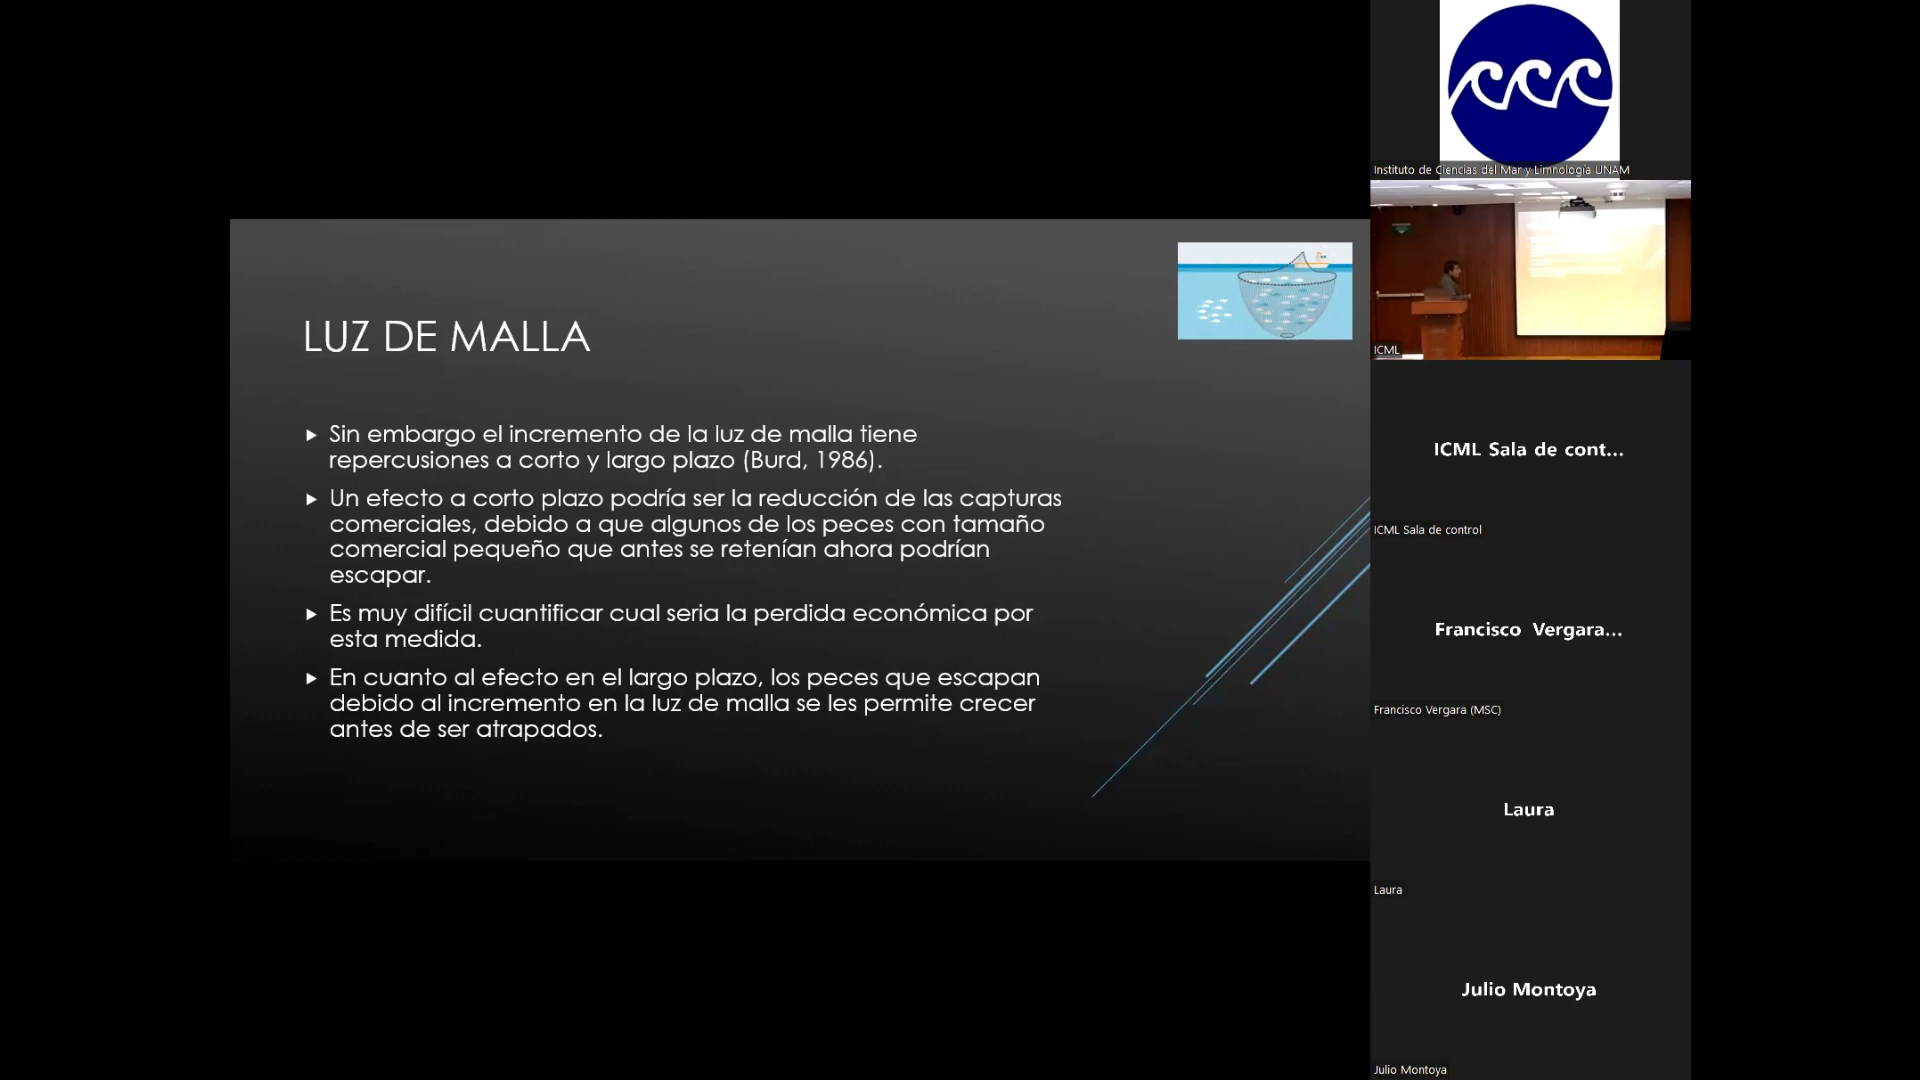 LUZ DE MALLA
Sin embargo el incremento de la luz de malla tiene
repercusiones a corto y largo plazo (Burd, 1986).
Un efecto a corto plazo podría ser la reducción de las capturas
comerciales, debido a que algunos de los peces con tamaño
comercial pequeño que antes se retenían ahora podrían
escapar.
Es muy difícil cuantificar cual seria la perdida económica por
esta medida.
En cuanto al efecto en el largo plazo, los peces que escapan
debido al incremento en la luz de malla se les permite crecer
antes de ser atrapados.
Instituto de Ciencias del Mar y Limnología UNAM
ICML
ICML Sala de cont...
ICML Sala de control
Francisco Vergara...
Francisco Vergara (MSC)
Laura
Laura
Julio Montoya
Julio Montoya